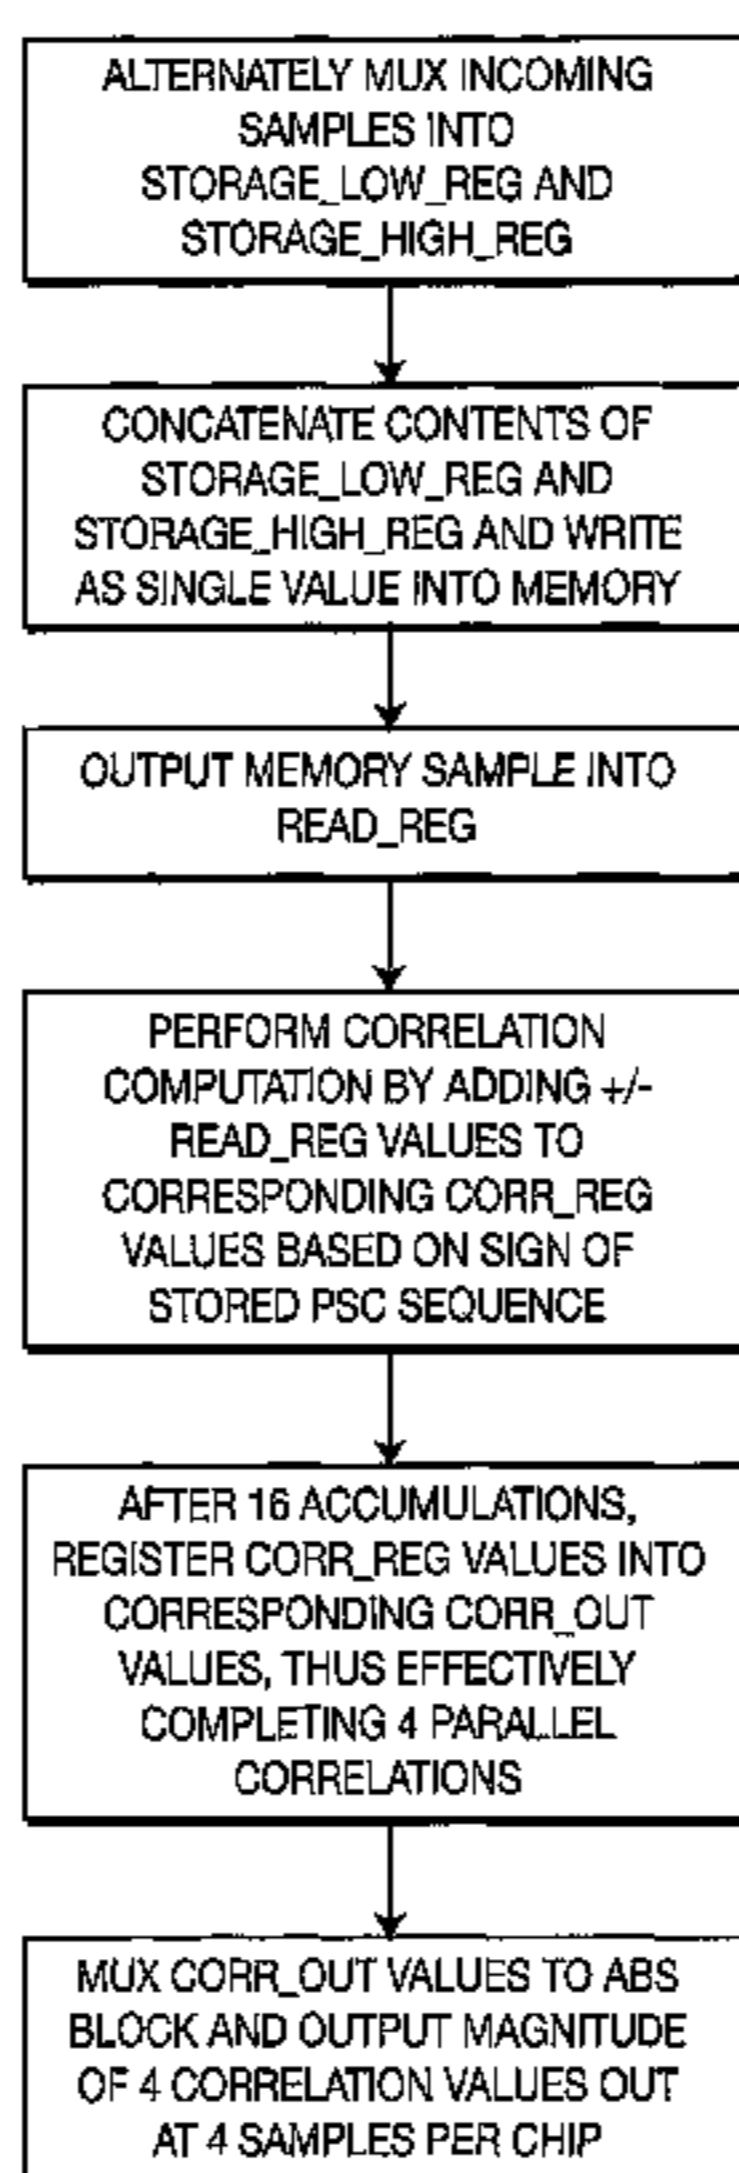 ALTERNATELY MUX INCOMING
SAMPLES INTO
STORAGE_LOW_REG AND
STORAGE_HIGH_REG
CONCATENATE CONTENTS OF
STORAGE_LOW_REG AND
STORAGE_HIGH_REG AND WRITE
AS SINGLE VALUE INTO MEMORY
OUTPUT MEMORY SAMPLE INTO
READ_REG
PERFORM CORRELATION
COMPUTATION BY ADDING +/-
READ_REG VALUES TO
CORRESPONDING CORR_REG
VALUES BASED ON SIGN OF
STORED PSC SEQUENCE
AFTER 16 ACCUMULATIONS,
REGISTER CORR_REG VALUES INTO
CORRESPONDING CORR_OUT
VALUES, THUS EFFECTIVELY
COMPLETING 4 PARALLEL
CORRELATIONS
MUX CORR_OUT VALUES TO ABS
BLOCK AND OUTPUT MAGNITUDE
OF 4 CORRELATION VALUES OUT
AT 4 SAMPLES PER CHIP